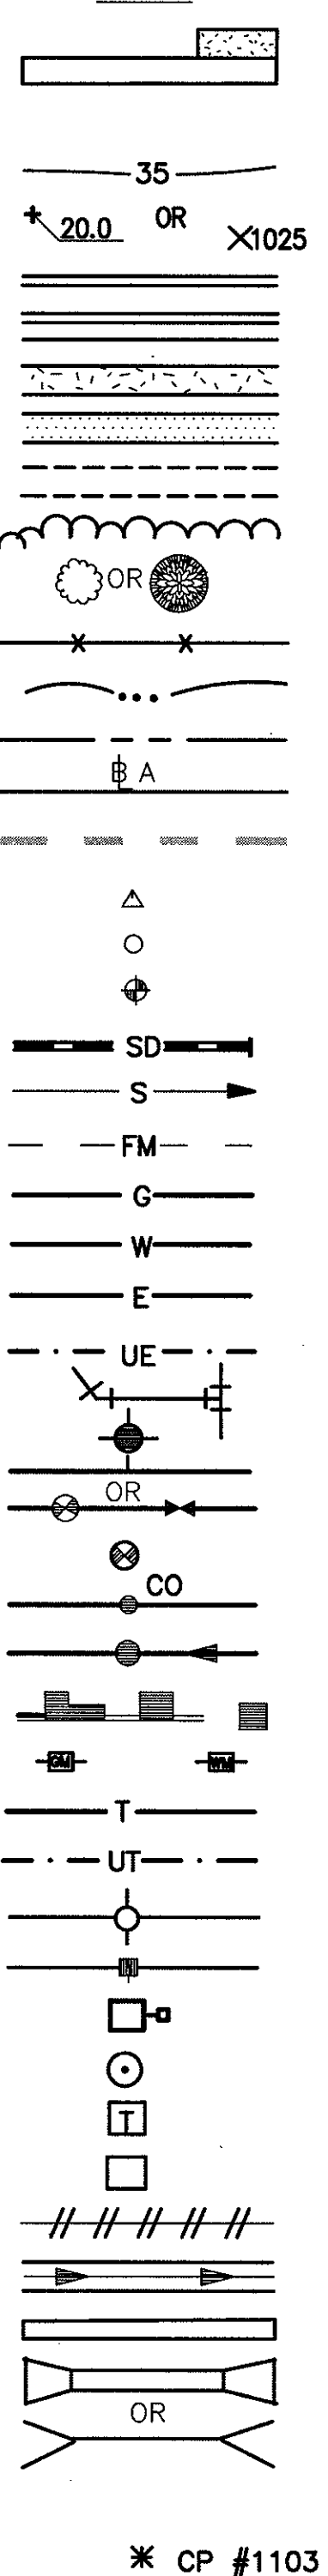 35
20.0 OR X1025
OR
B A
SD
S
FM
G
W
E
UE
OR
CO
GM WM
T
UT
T
OR
CP #1103